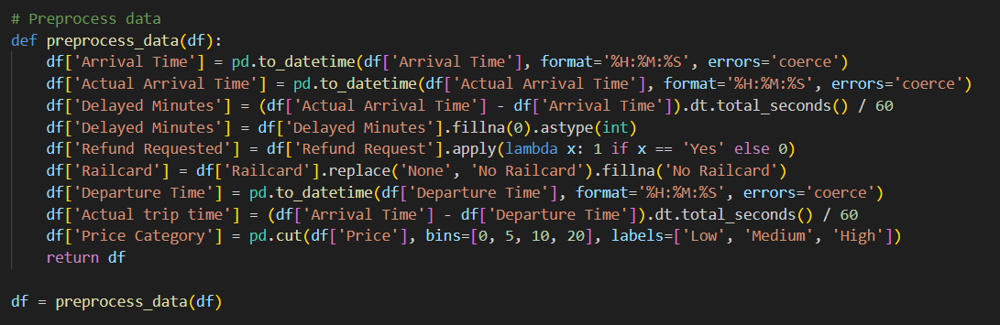 # Preprocess data
def preprocess_data(df):
    df['Arrival Time'] = pd.to_datetime(df['Arrival Time'], format='%H:%M:%S', errors='coerce')
    df['Actual Arrival Time'] = pd.to_datetime(df['Actual Arrival Time'], format='%H:%M:%S', errors='coerce')
    df['Delayed Minutes'] = (df['Actual Arrival Time'] - df['Arrival Time']).dt.total_seconds() / 60
    df['Delayed Minutes'] = df['Delayed Minutes'].fillna(0).astype(int)
    df['Refund Requested'] = df['Refund Request'].apply(lambda x: 1 if x == 'Yes' else 0)
    df['Railcard'] = df['Railcard'].replace('None', 'No Railcard').fillna('No Railcard')
    df['Departure Time'] = pd.to_datetime(df['Departure Time'], format='%H:%M:%S', errors='coerce')
    df['Actual trip time'] = (df['Arrival Time'] - df['Departure Time']).dt.total_seconds() / 60
    df['Price Category'] = pd.cut(df['Price'], bins=[0, 5, 10, 20], labels=['Low', 'Medium', 'High'])
    return df
df = preprocess_data(df)